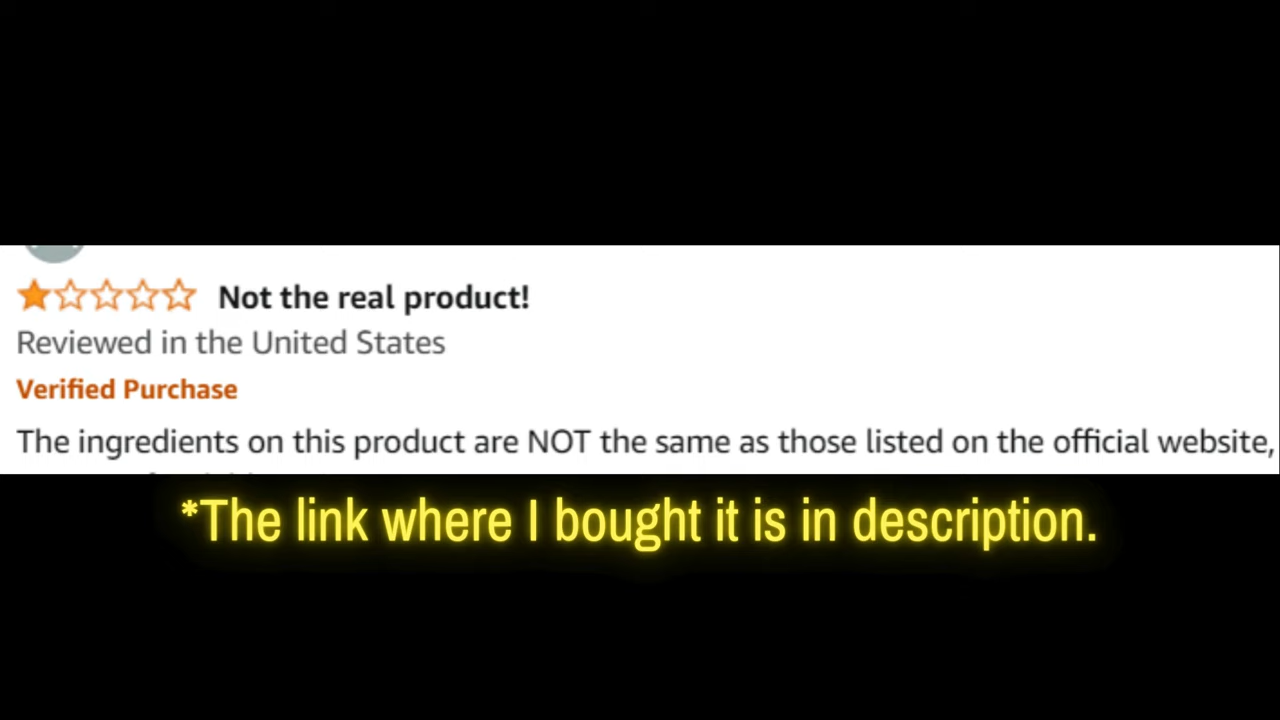 Not the real product!
Reviewed in the United States
Verified Purchase
The ingredients on this product are NOT the same as those listed on the official website,
*The link where I bought it is in description.